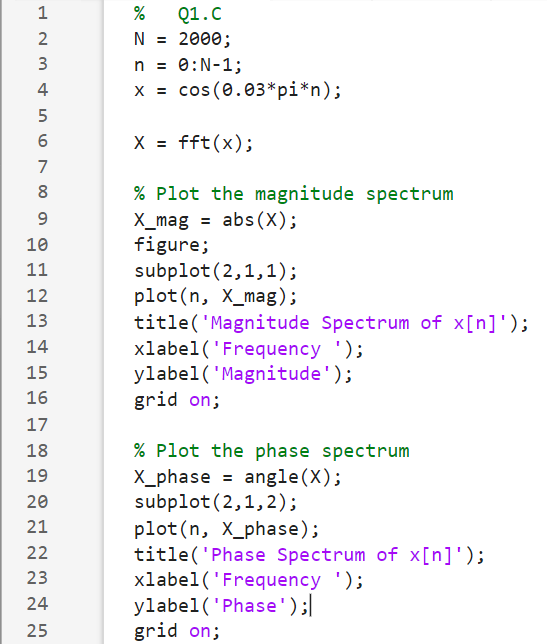 1 %   Q1.C
2 N = 2000;
3 n = 0:N-1;
4 x = cos(0.03*pi*n);
5
6 X = fft(x);
7
8 % Plot the magnitude spectrum
9 X_mag = abs(X);
10 figure;
11 subplot(2,1,1);
12 plot(n, X_mag);
13 title('Magnitude Spectrum of x[n]');
14 xlabel('Frequency ');
15 ylabel('Magnitude');
16 grid on;
17
18 % Plot the phase spectrum
19 X_phase = angle(X);
20 subplot(2,1,2);
21 plot(n, X_phase);
22 title('Phase Spectrum of x[n]');
23 xlabel('Frequency ');
24 ylabel('Phase');
25 grid on;